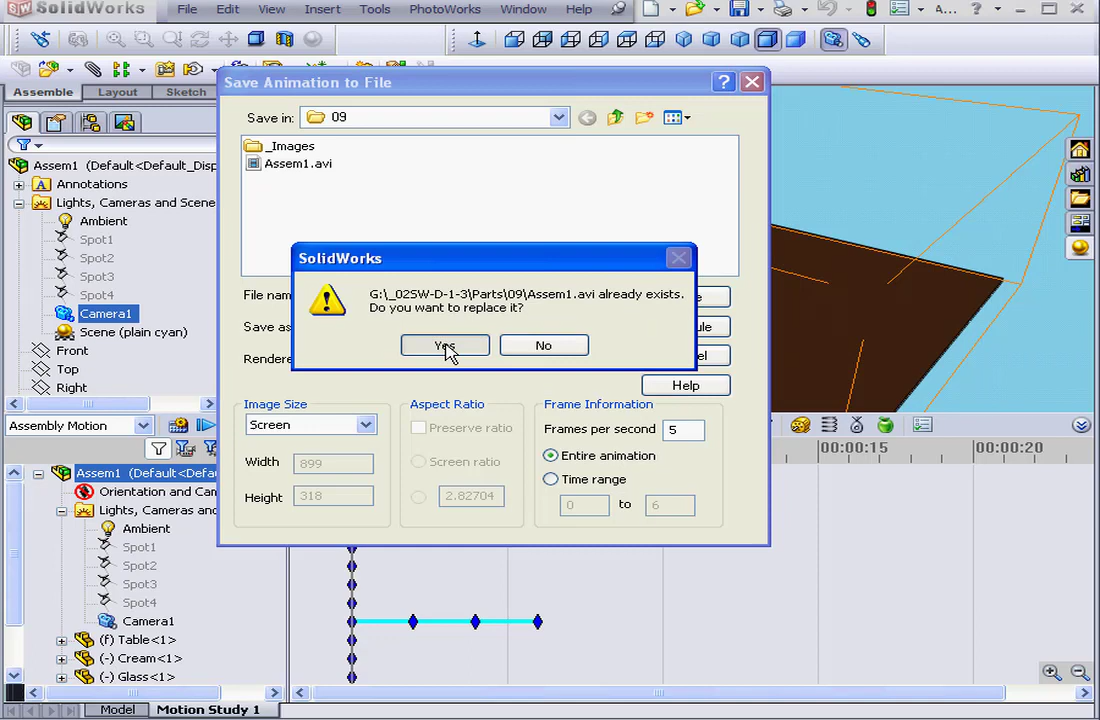 SolidWorks
File Edit View Insert Tools PhotoWorks Window Help
A...
Assemble Layout Sketch
Save Animation to File
Save in: 09
_Images
Assem1.avi
Assem1 (Default<Default_Disp
Annotations
Lights, Cameras and Scene
Ambient
Spot1
Spot2
Spot3
Spot4
Camera1
Scene (plain cyan)
Front
Top
Right
SolidWorks
G:\_02SW-D-1-3\Parts\09\Assem1.avi already exists.
Do you want to replace it?
Yes No
File nam
Save as
Rendere
Help
Image Size
Screen
Width 899
Height 318
Aspect Ratio
Preserve ratio
Screen ratio
2.82704
Frame Information
Frames per second 5
Entire animation
Time range
0 to 6
Assembly Motion
00:00:15 00:00:20
Assem1 (Default<Def
Orientation and Cam
Lights, Cameras and
Ambient
Spot1
Spot2
Spot3
Spot4
Camera1
(f) Table<1>
(-) Cream<1>
(-) Glass<1>
Model Motion Study 1